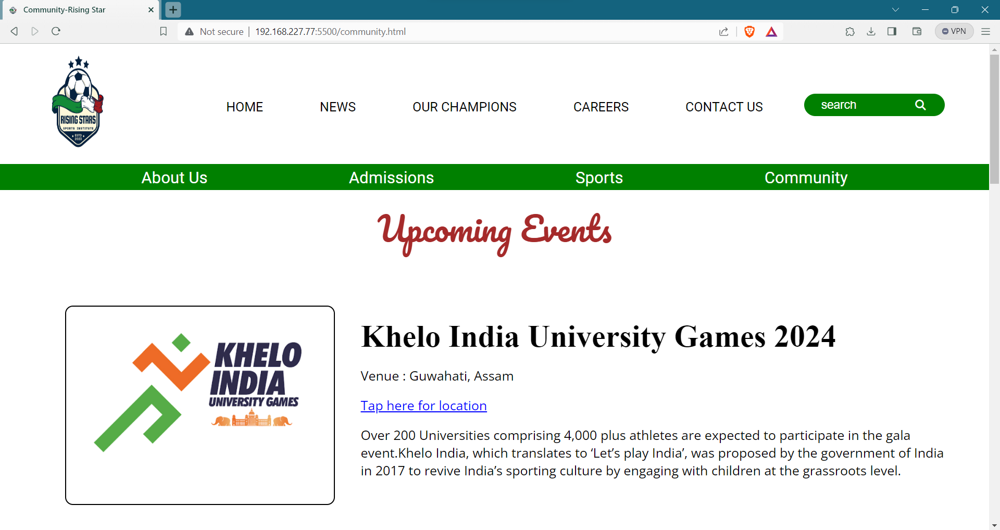 Community-Rising Star
Not secure
192.168.227.77:5500/community.html
VPN
RISING STARS
SPORTS INSTITUTE
ESTD
2023
HOME
NEWS
OUR CHAMPIONS
CAREERS
CONTACT US
search
About Us
Admissions
Sports
Community
Upcoming Events
KHELO
INDIA
UNIVERSITY GAMES
Khelo India University Games 2024
Venue : Guwahati, Assam
Tap here for location
Over 200 Universities comprising 4,000 plus athletes are expected to participate in the gala
event.Khelo India, which translates to ‘Let’s play India’, was proposed by the government of India
in 2017 to revive India’s sporting culture by engaging with children at the grassroots level.